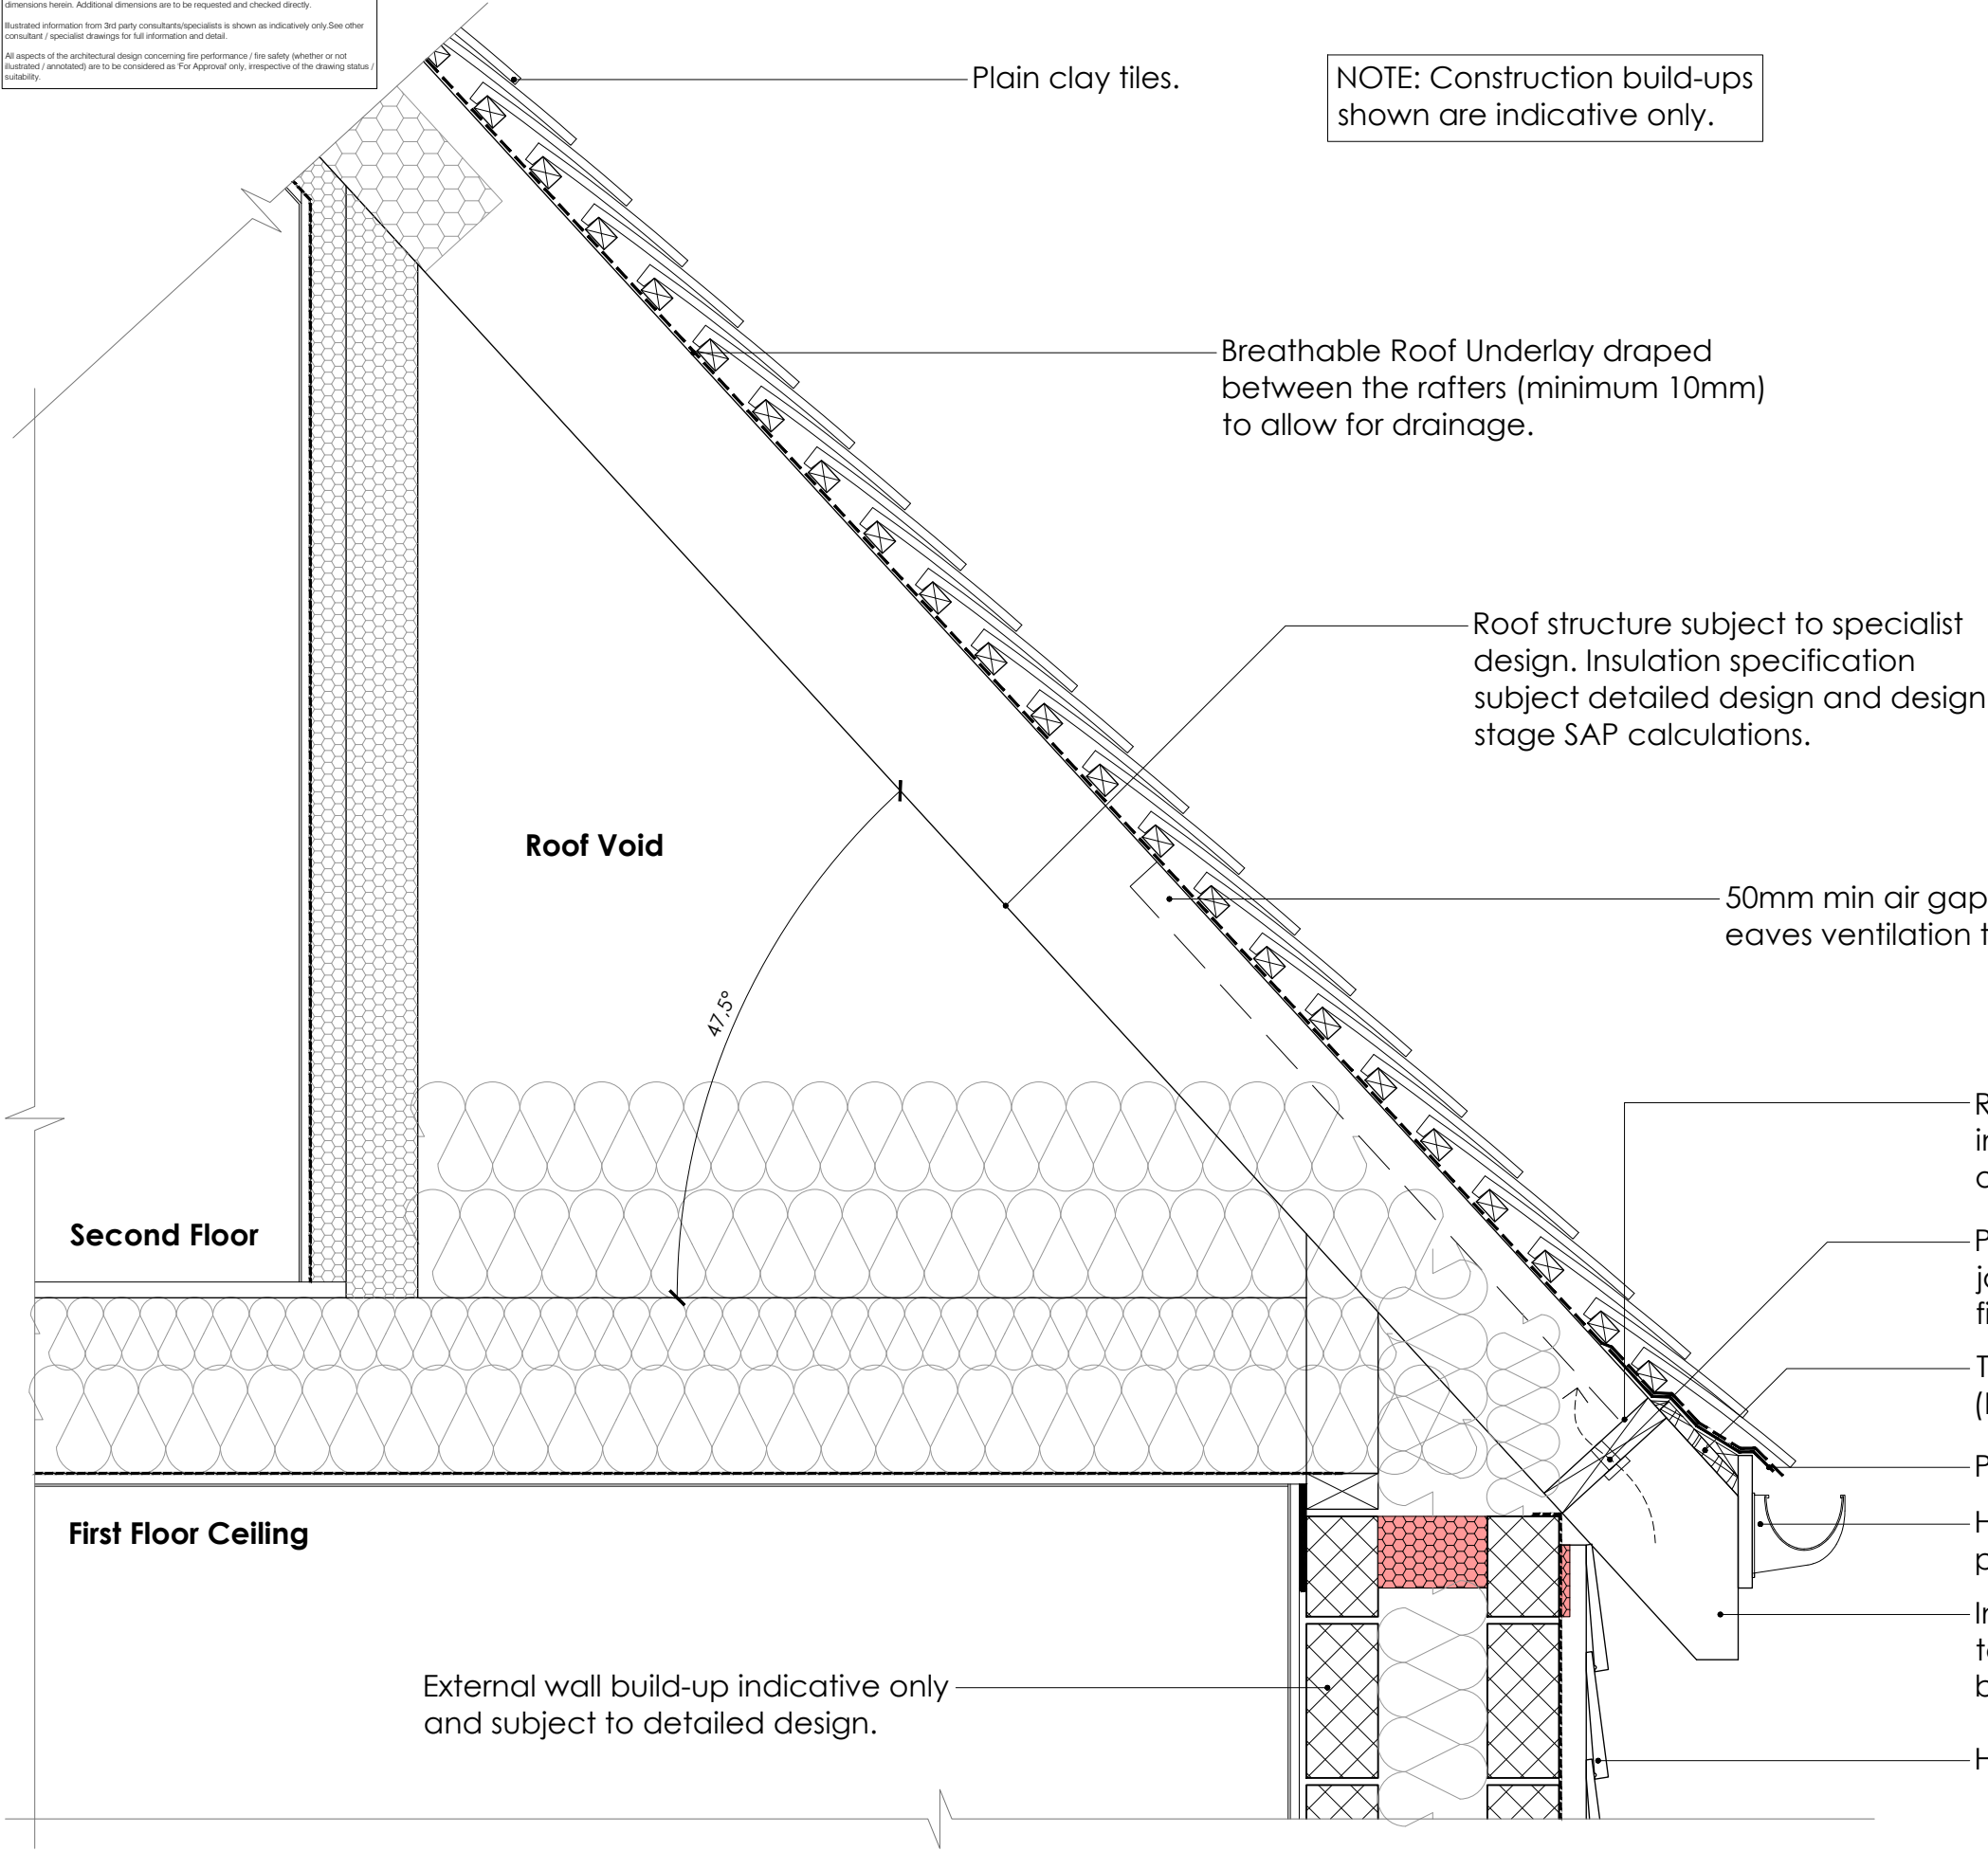 dimensions herein. Additional dimensions are to be requested and checked directly.
Illustrated information from 3rd party consultants/specialists is shown as indicatively only.See other
consultant / specialist drawings for full information and detail.
All aspects of the architectural design concerning fire performance / fire safety (whether or not
illustrated / annotated) are to be considered as 'For Approval' only, irrespective of the drawing status /
suitability.
Plain clay tiles.
NOTE: Construction build-ups
shown are indicative only.
Breathable Roof Underlay draped
between the rafters (minimum 10mm)
to allow for drainage.
Roof structure subject to specialist
design. Insulation specification
subject detailed design and design
stage SAP calculations.
Roof Void
50mm min air gap
eaves ventilation
47,5°
Second Floor
First Floor Ceiling
External wall build-up indicative only
and subject to detailed design.